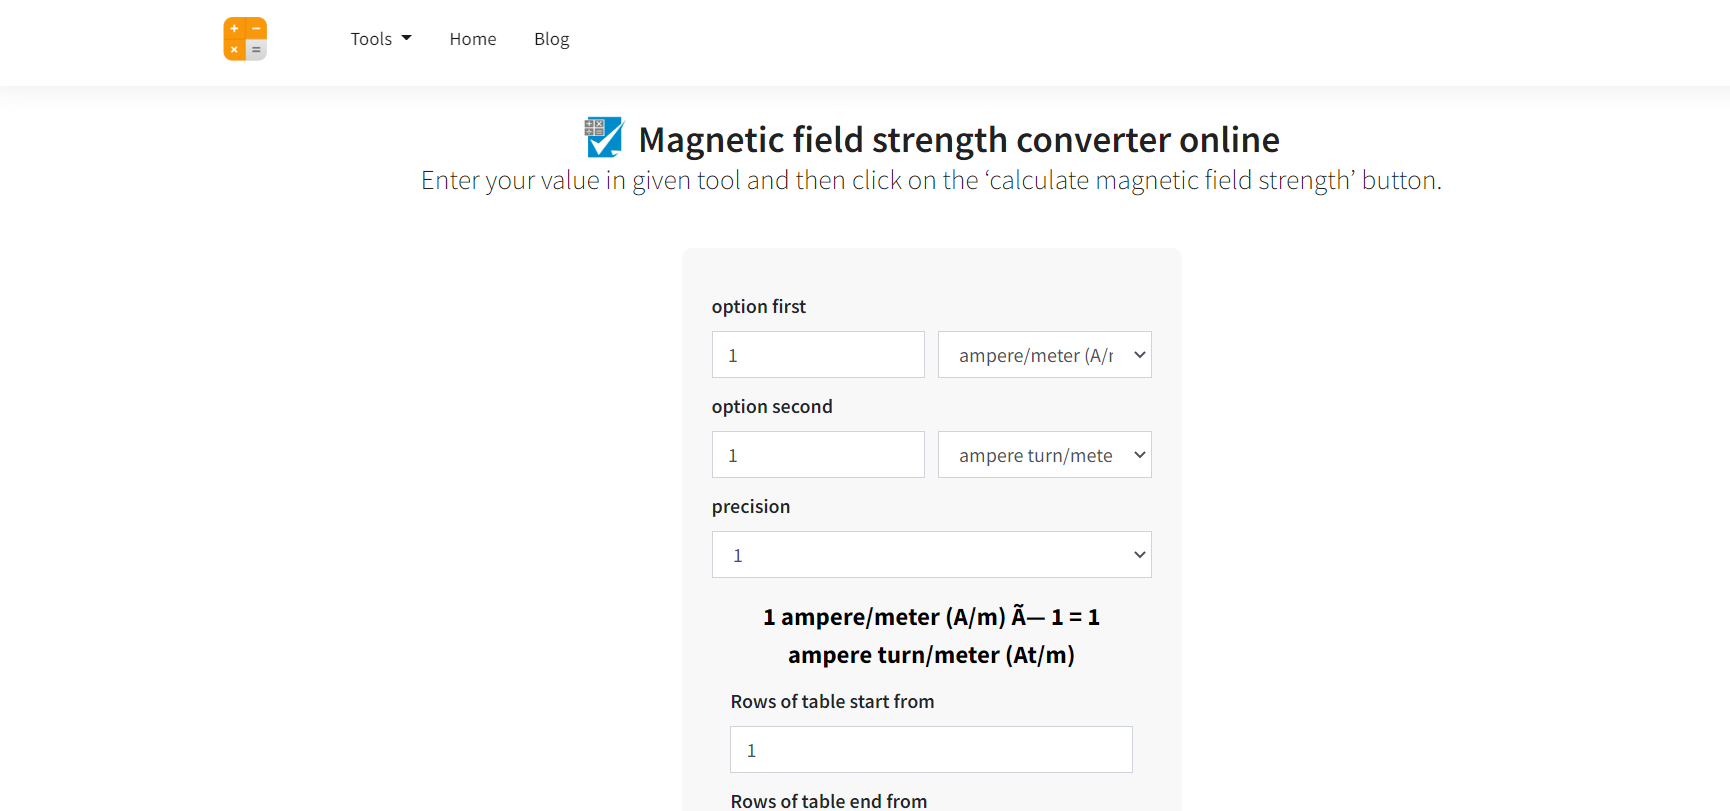 Tools Home Blog
Magnetic field strength converter online
Enter your value in given tool and then click on the ‘calculate magnetic field strength’ button.
option first
1 ampere/meter (A/r
option second
1 ampere turn/mete
precision
1
1 ampere/meter (A/m) Ã— 1 = 1
ampere turn/meter (At/m)
Rows of table start from
1
Rows of table end from